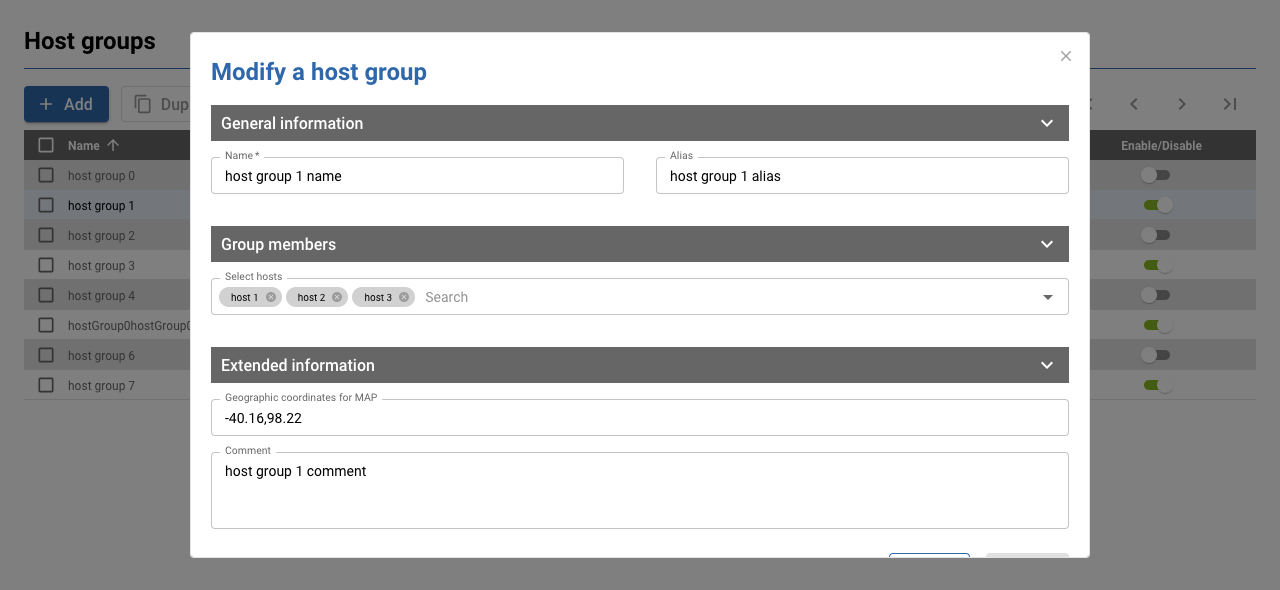 Host groups
Modify a host group
Add
Dup
General information
Name
Enable/Disable
Name *
Alias
host group 1 name
host group 1 alias
host group 0
host group 1
host group 2
host group 3
host group 4
hostGroup0hostGroup0
host group 6
host group 7
Group members
Select hosts
host 1
host 2
host 3
Search
Extended information
Geographic coordinates for MAP
-40.16,98.22
Comment
host group 1 comment